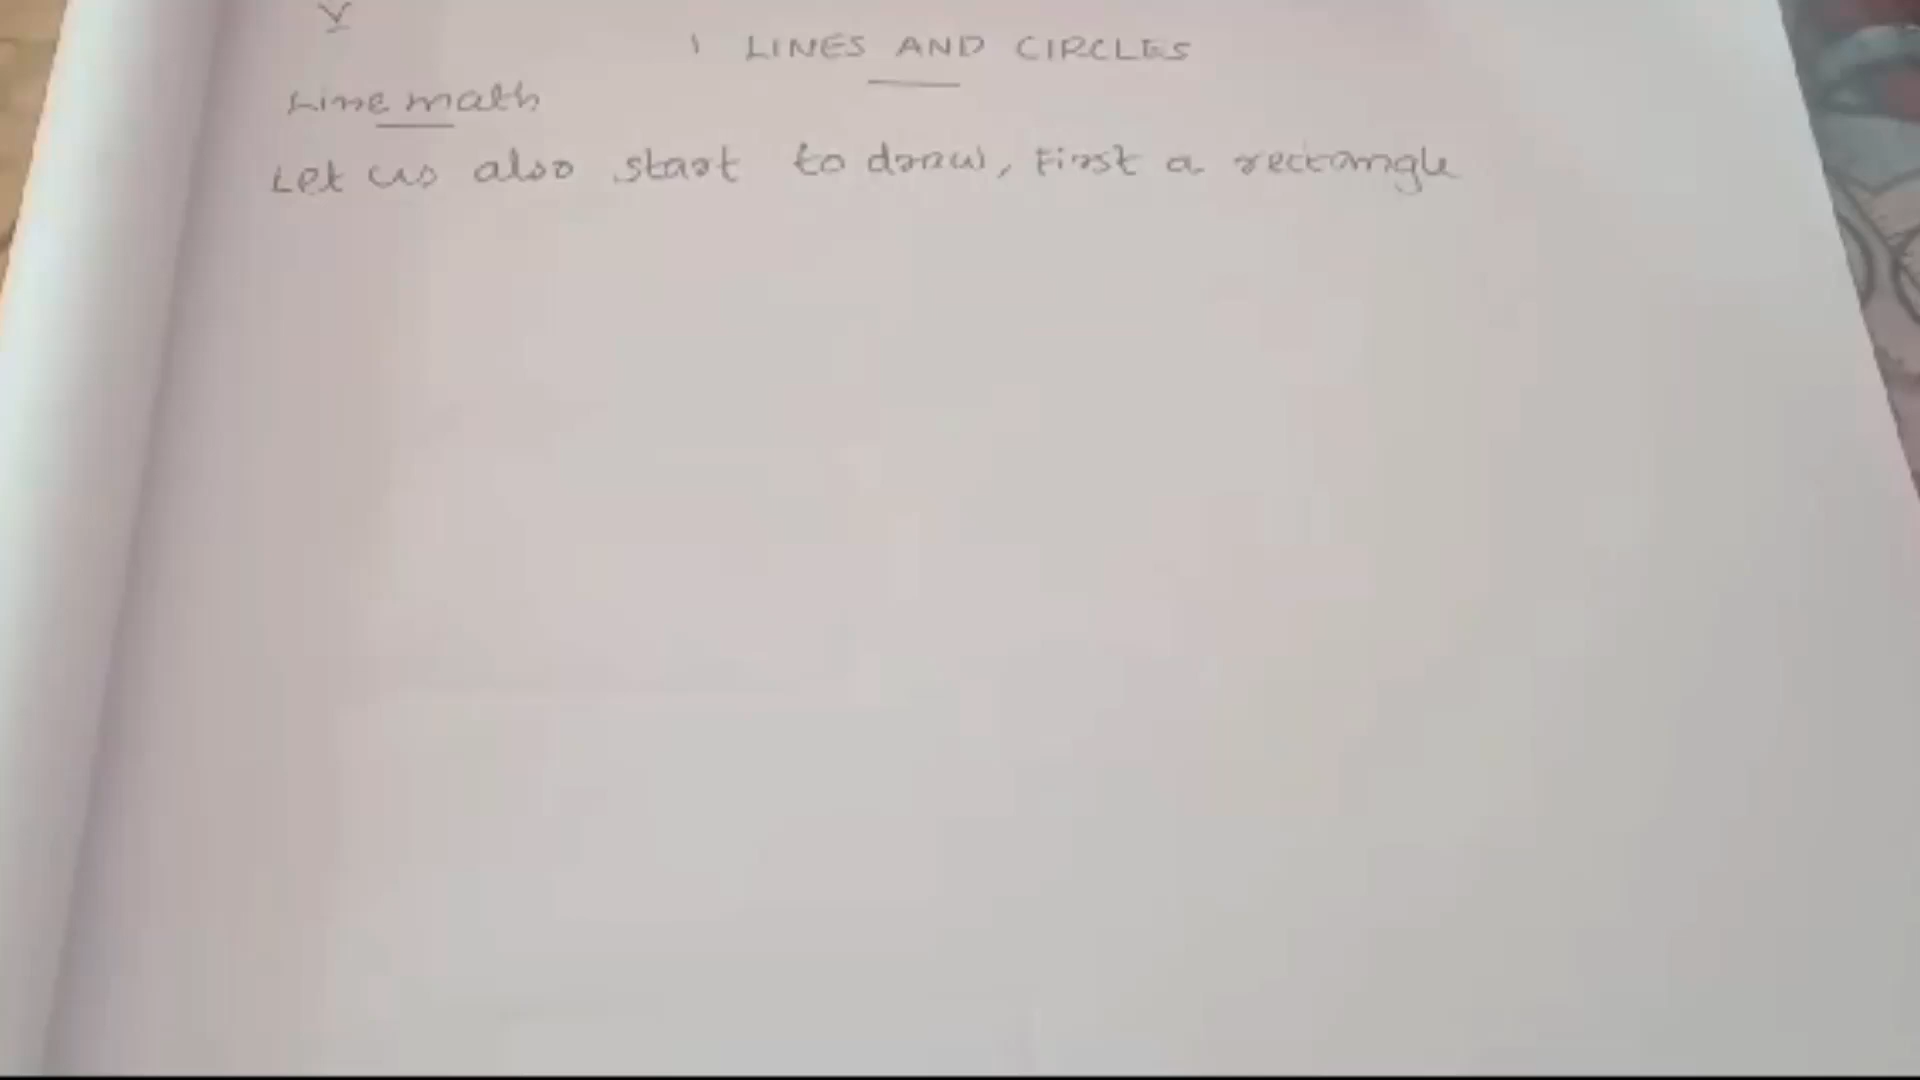 V
1 LINES AND CIRCLES
Line math
Let us also start to draw, First a rectangle